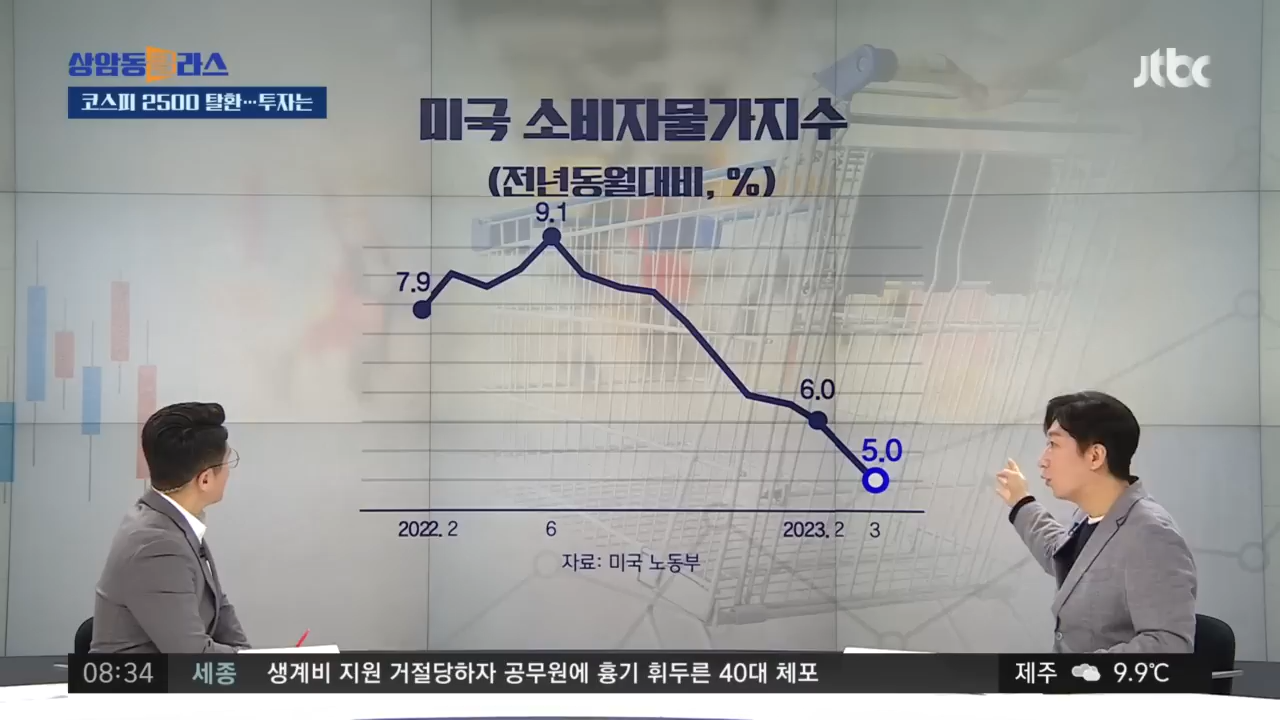 상암동클라스
코스피 2500 탈환…투자는
jtbc
미국 소비자물가지수
(전년동월대비, %)
9.1
7.9
6.0
5.0
2022. 2 6 2023. 2 3
자료: 미국 노동부
08:34 세종 생계비 지원 거절당하자 공무원에 흉기 휘두른 40대 체포 제주 9.9℃